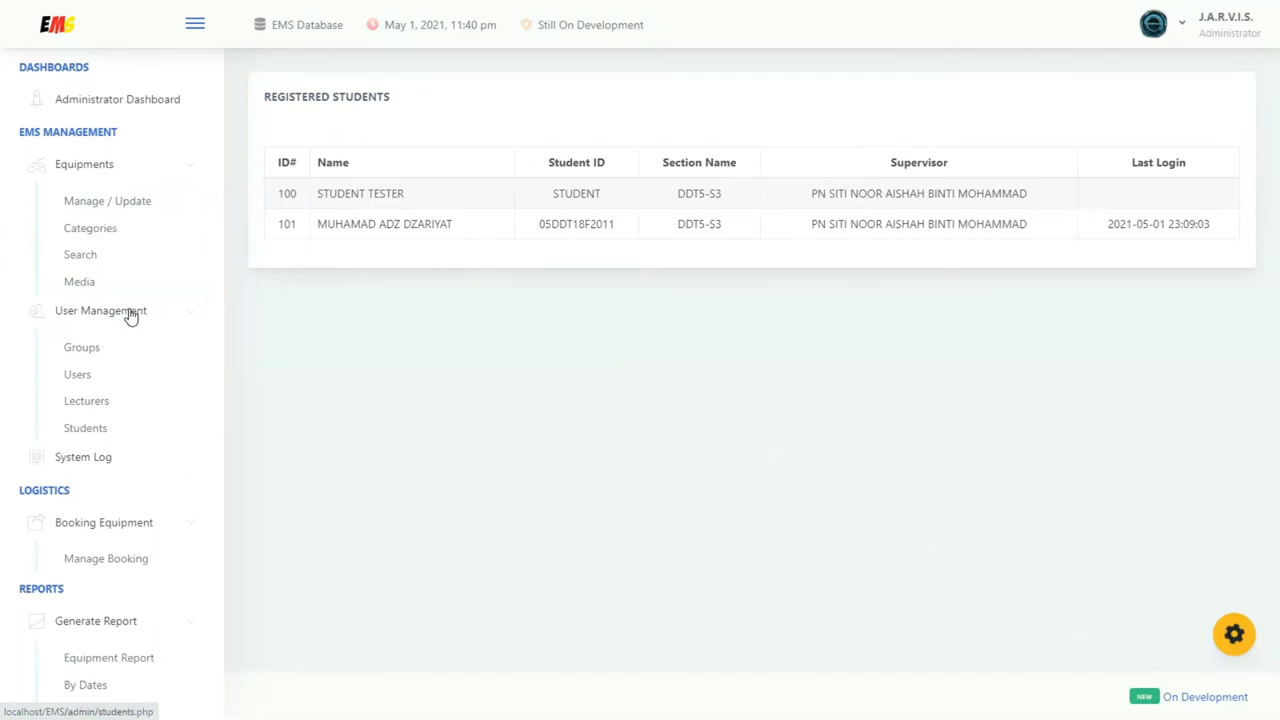 EMS
EMS Database
May 1, 2021, 11:40 pm
Still On Development
J.A.R.V.I.S.
Administrator
DASHBOARDS
Administrator Dashboard
EMS MANAGEMENT
Equipments
Manage / Update
Categories
Search
Media
User Management
Groups
Users
Lecturers
Students
System Log
LOGISTICS
Booking Equipment
Manage Booking
REPORTS
Generate Report
Equipment Report
By Dates
localhost/EMS/admin/students.php
REGISTERED STUDENTS
ID# Name Student ID Section Name Supervisor Last Login
100 STUDENT TESTER STUDENT DDT5-S3 PN SITI NOOR AISHAH BINTI MOHAMMAD
101 MUHAMAD ADZ DZARIYAT 05DDT18F2011 DDT5-S3 PN SITI NOOR AISHAH BINTI MOHAMMAD 2021-05-01 23:09:03
NEW On Development